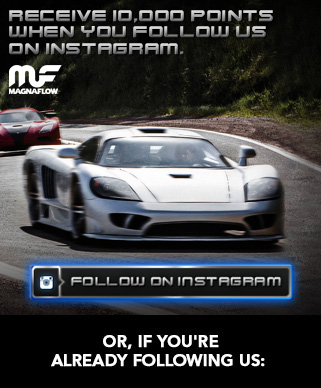 RECEIVE 10,000 POINTS
WHEN YOU FOLLOW US
ON INSTAGRAM.
MF
MAGNAFLOW
FOLLOW ON INSTAGRAM
OR, IF YOU'RE
ALREADY FOLLOWING US: